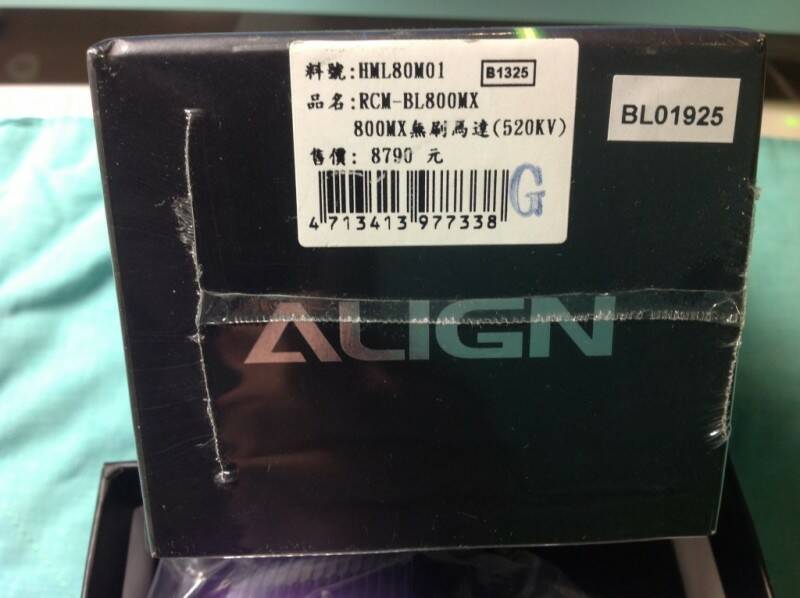 料號:HML80M01 B1325
品名:RCM-BL800MX
800MX無刷馬達(520KV)
售價: 8790 元
G
4 713413 977338
BL01925
ALIGN